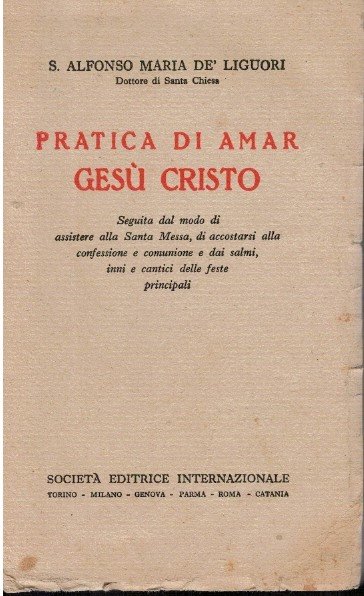 S. ALFONSO MARIA DE' LIGUORI
Dottore di Santa Chiesa
PRATICA DI AMAR
GESÙ CRISTO
Seguita dal modo di
assistere alla Santa Messa, di accostarsi alla
confessione e comunione e dai salmi,
inni e cantici delle feste
principali
SOCIETÀ EDITRICE INTERNAZIONALE
TORINO - MILANO - GENOVA - PARMA - ROMA - CATANIA